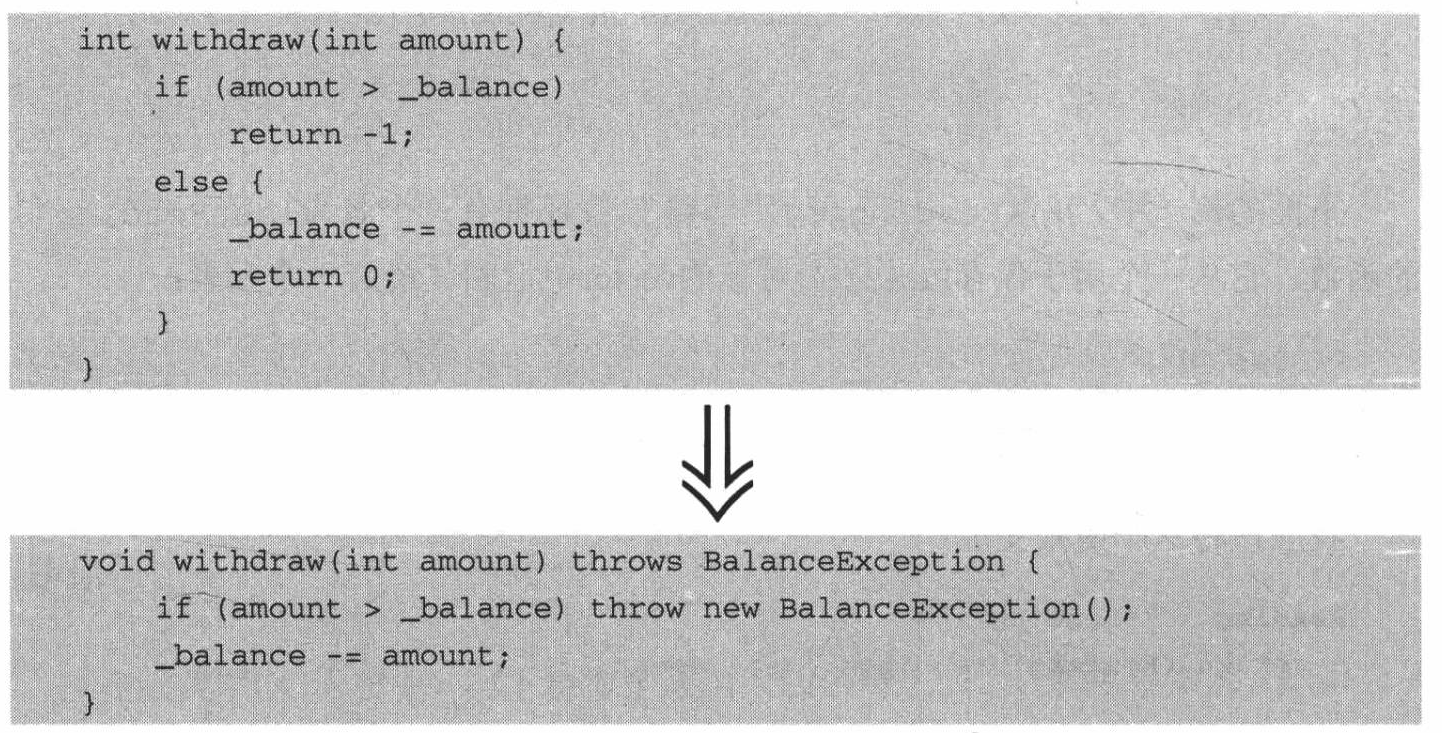 int withdraw(int amount) {
    if (amount > _balance)
        return -1;
    else {
        _balance -= amount;
        return 0;
    }
}
void withdraw(int amount) throws BalanceException {
    if (amount > _balance) throw new BalanceException();
    _balance -= amount;
}